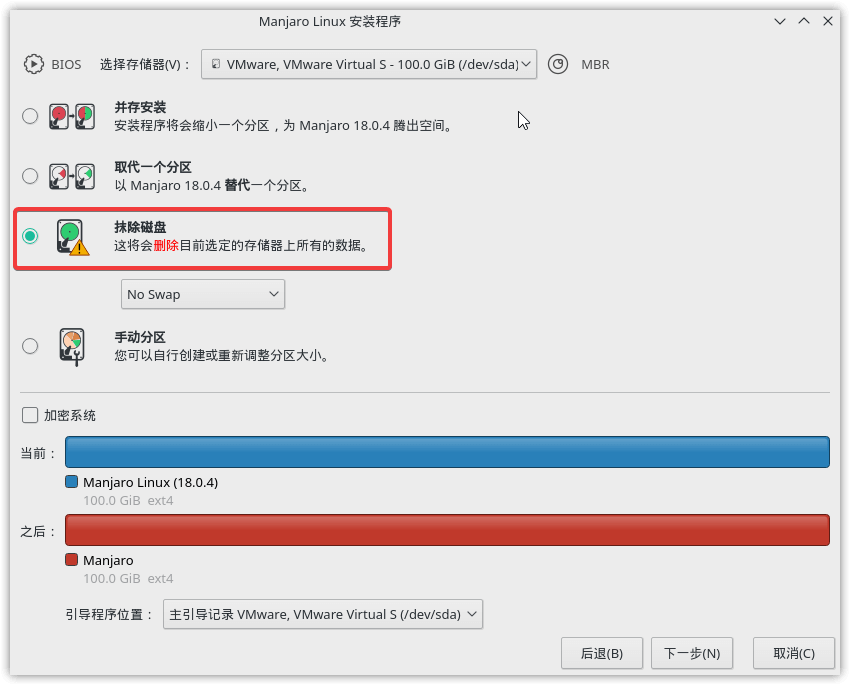 Manjaro Linux 安装程序
BIOS 选择存储器(V)： VMware, VMware Virtual S - 100.0 GiB (/dev/sda) MBR
并存安装
安装程序将会缩小一个分区，为 Manjaro 18.0.4 腾出空间。
取代一个分区
以 Manjaro 18.0.4 替代一个分区。
抹除磁盘
这将会删除目前选定的存储器上所有的数据。
No Swap
手动分区
您可以自行创建或重新调整分区大小。
加密系统
当前：
Manjaro Linux (18.0.4)
100.0 GiB ext4
之后：
Manjaro
100.0 GiB ext4
引导程序位置： 主引导记录 VMware, VMware Virtual S (/dev/sda)
后退(B) 下一步(N) 取消(C)